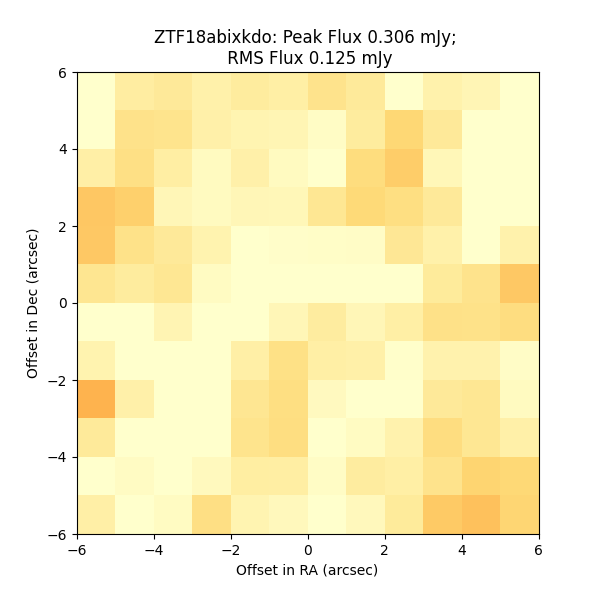 ZTF18abixkdo: Peak Flux 0.306 mJy;
RMS Flux 0.125 mJy
6
4
2
0
−2
−4
−6
Offset in Dec (arcsec)
−6 −4 −2 0 2 4 6
Offset in RA (arcsec)